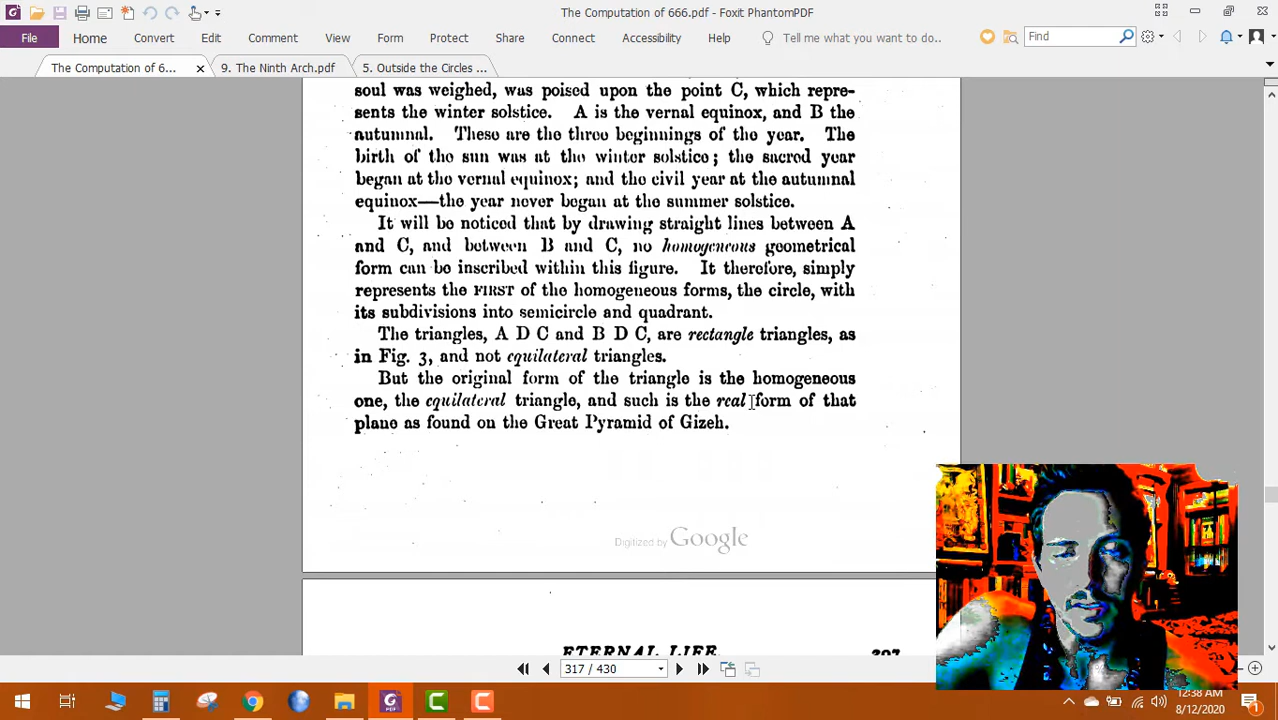 The Computation of 666.pdf - Foxit PhantomPDF
File Home Convert Edit Comment View Form Protect Share Connect Accessibility Help Tell me what you want to do.. Find
The Computation of 6... 9. The Ninth Arch.pdf 5. Outside the Circles ...
soul was weighed, was poised upon the point C, which repre-
sents the winter solstice. A is the vernal equinox, and B the
autumnal. These are the three beginnings of the year. The
birth of the sun was at the winter solstice; the sacred year
began at the vernal equinox; and the civil year at the autumnal
equinox—the year never began at the summer solstice.
It will be noticed that by drawing straight lines between A
and C, and between B and C, no homogeneous geometrical
form can be inscribed within this figure. It therefore, simply
represents the FIRST of the homogeneous forms, the circle, with
its subdivisions into semicircle and quadrant.
The triangles, A D C and B D C, are rectangle triangles, as
in Fig. 3, and not equilateral triangles.
But the original form of the triangle is the homogeneous
one, the equilateral triangle, and such is the real form of that
plane as found on the Great Pyramid of Gizeh.
Digitized by Google
ETERNAL LIFE.
317 / 430
12:38 AM
8/12/2020